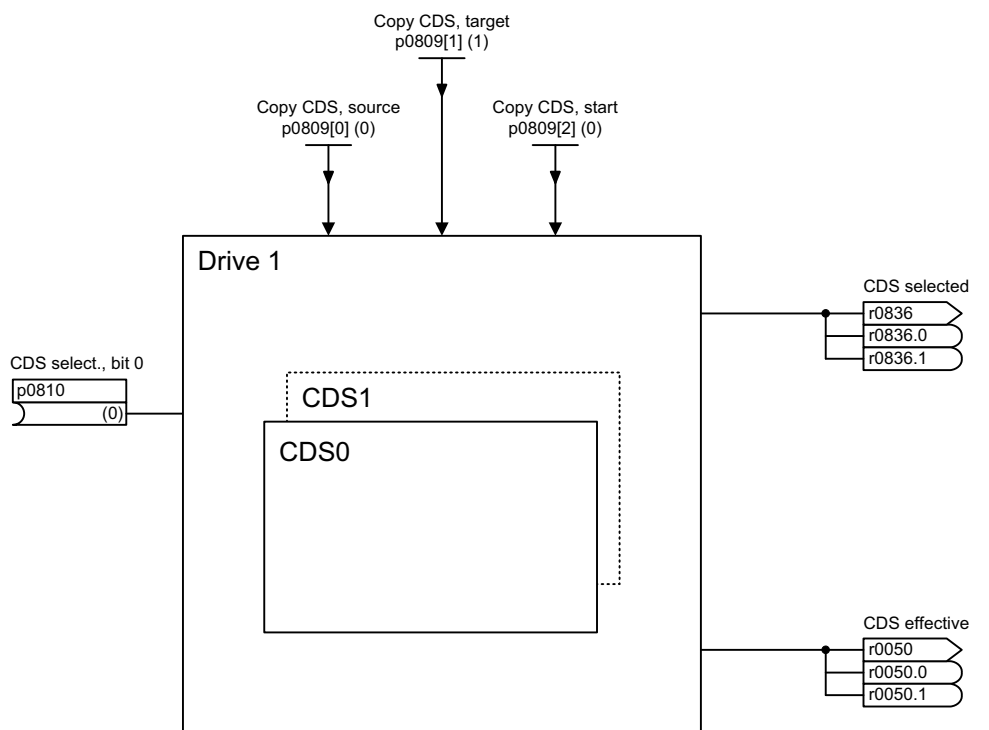 Copy CDS, target
p0809[1] (1)
Copy CDS, source
p0809[0] (0)
Copy CDS, start
p0809[2] (0)
Drive 1
CDS selected
r0836
r0836.0
r0836.1
CDS select., bit 0
p0810
(0)
CDS1
CDS0
CDS effective
r0050
r0050.0
r0050.1